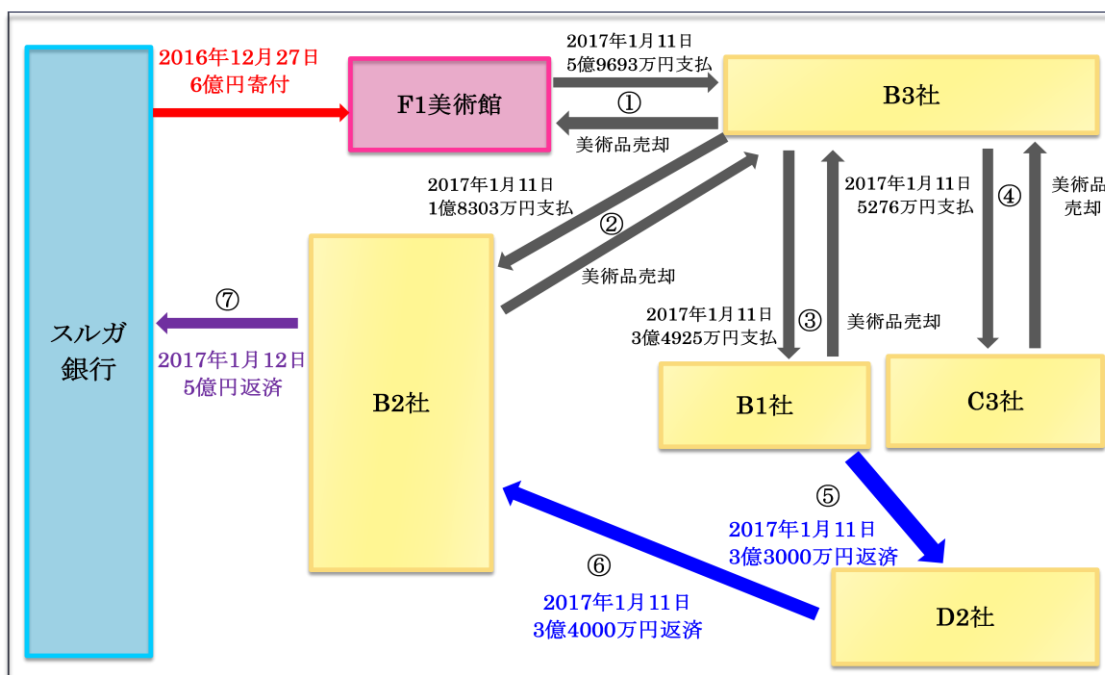 2016年12月27日
6億円寄付
F1美術館
2017年1月11日
5億9693万円支払
①
美術品売却
B3社
2017年1月11日
1億8303万円支払
②
美術品売却
2017年1月11日
3億4925万円支払
③
美術品売却
2017年1月11日
5276万円支払
④
美術品
売却
スルガ
銀行
⑦
2017年1月12日
5億円返済
B2社
B1社
C3社
⑤
2017年1月11日
3億3000万円返済
⑥
2017年1月11日
3億4000万円返済
D2社